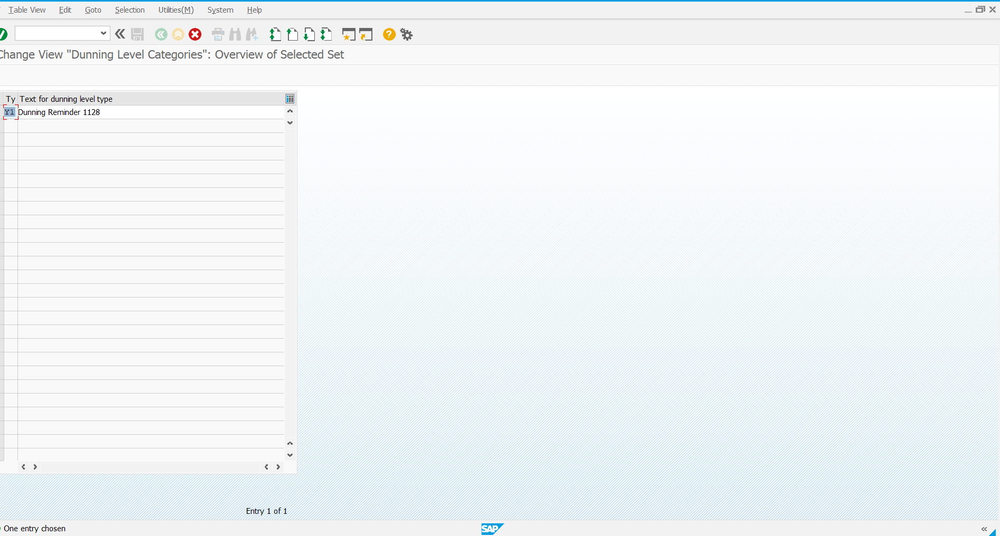 Table View Edit Goto Selection Utilities(M) System Help
Change View "Dunning Level Categories": Overview of Selected Set
Ty Text for dunning level type
Y1 Dunning Reminder 1128
Entry 1 of 1
One entry chosen
SAP